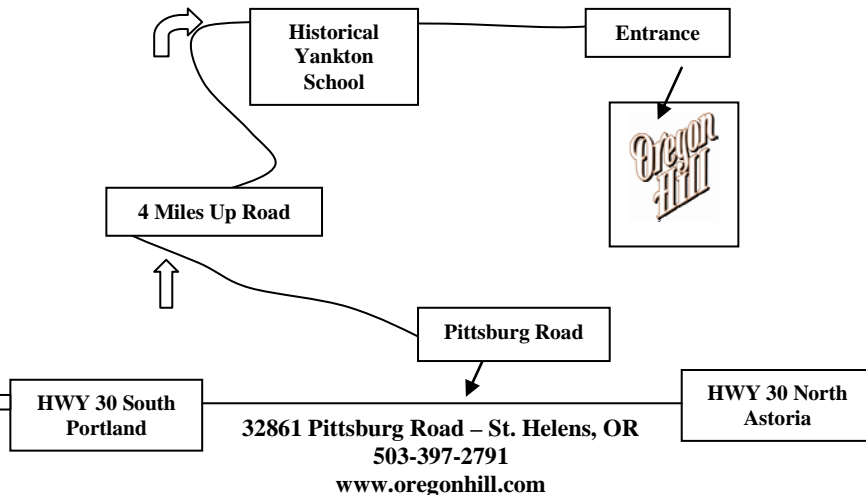 Historical
Yankton
School
Entrance
Oregon
Hill
4 Miles Up Road
Pittsburg Road
HWY 30 South
Portland
HWY 30 North
Astoria
32861 Pittsburg Road – St. Helens, OR
503-397-2791
www.oregonhill.com